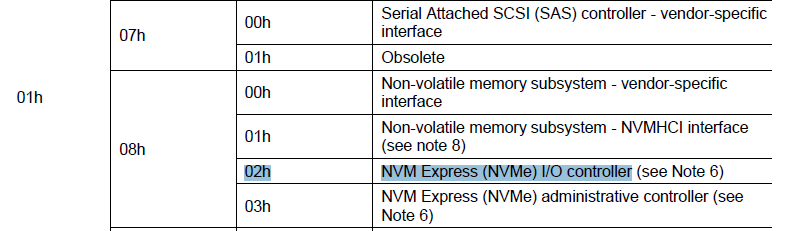 01h
07h
00h
Serial Attached SCSI (SAS) controller - vendor-specific
interface
01h
Obsolete
08h
00h
Non-volatile memory subsystem - vendor-specific
interface
01h
Non-volatile memory subsystem - NVMHCI interface
(see note 8)
02h
NVM Express (NVMe) I/O controller (see Note 6)
03h
NVM Express (NVMe) administrative controller (see
Note 6)